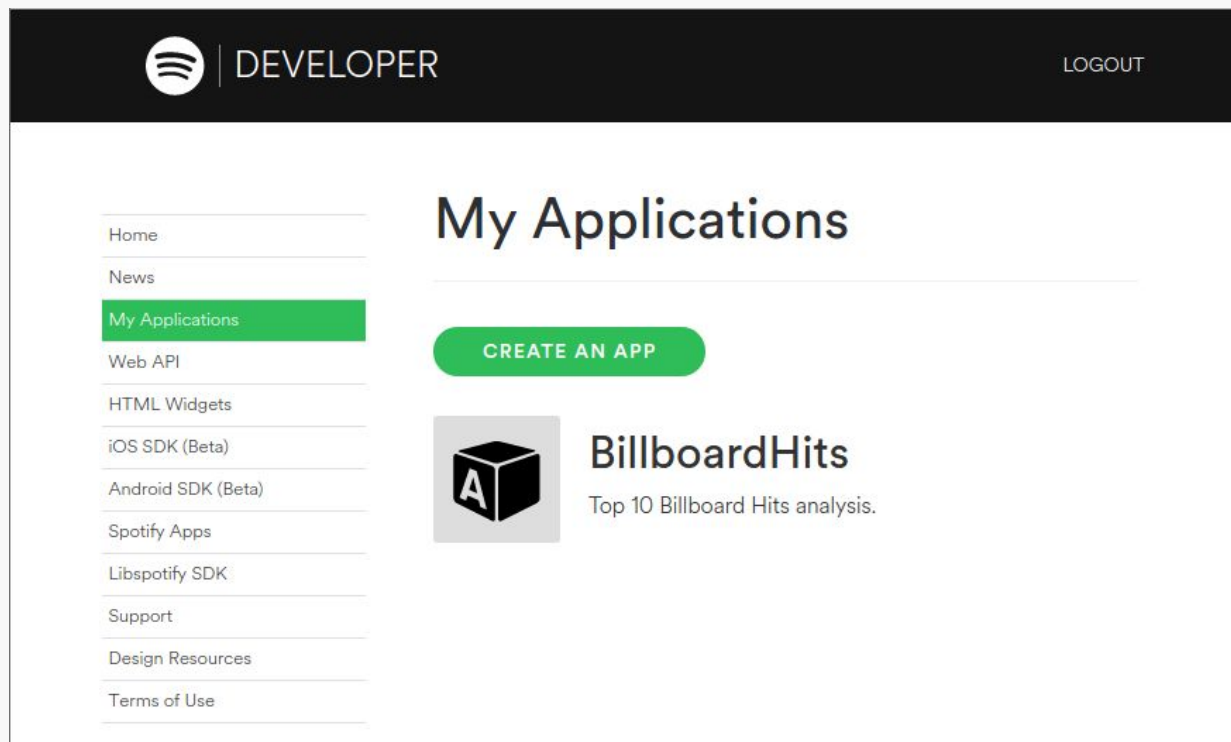 DEVELOPER
LOGOUT
Home
News
My Applications
Web API
HTML Widgets
iOS SDK (Beta)
Android SDK (Beta)
Spotify Apps
Libspotify SDK
Support
Design Resources
Terms of Use
My Applications
CREATE AN APP
A
BillboardHits
Top 10 Billboard Hits analysis.